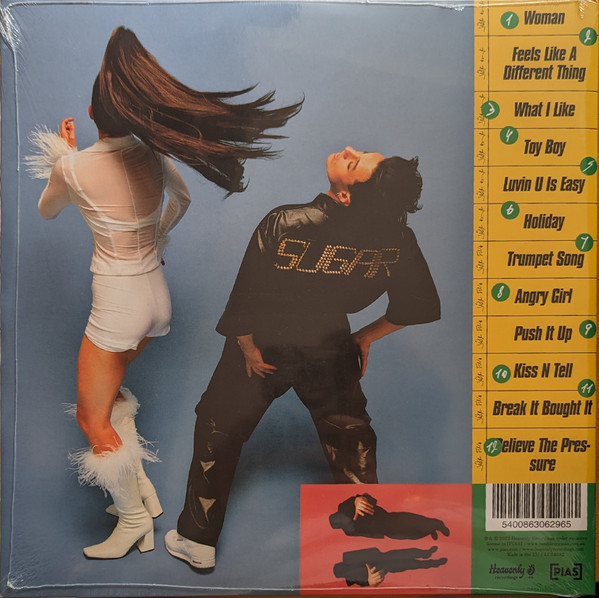 SUGAR
1 Woman
2
Feels Like A
Different Thing
3 What I Like
4 Toy Boy
5
Luvin U Is Easy
6 Holiday
7
Trumpet Song
8 Angry Girl
Push It Up 9
10 Kiss N Tell
11
Break It Bought It
12 Believe The Pres-
sure
5400863062965
Heavenly
recordings
[PIAS]